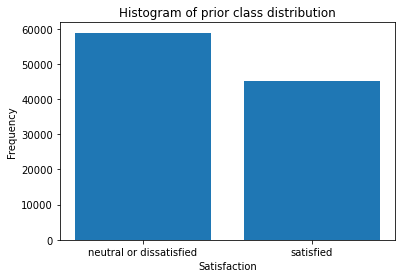 Histogram of prior class distribution
Frequency
60000
50000
40000
30000
20000
10000
0
neutral or dissatisfied
satisfied
Satisfaction